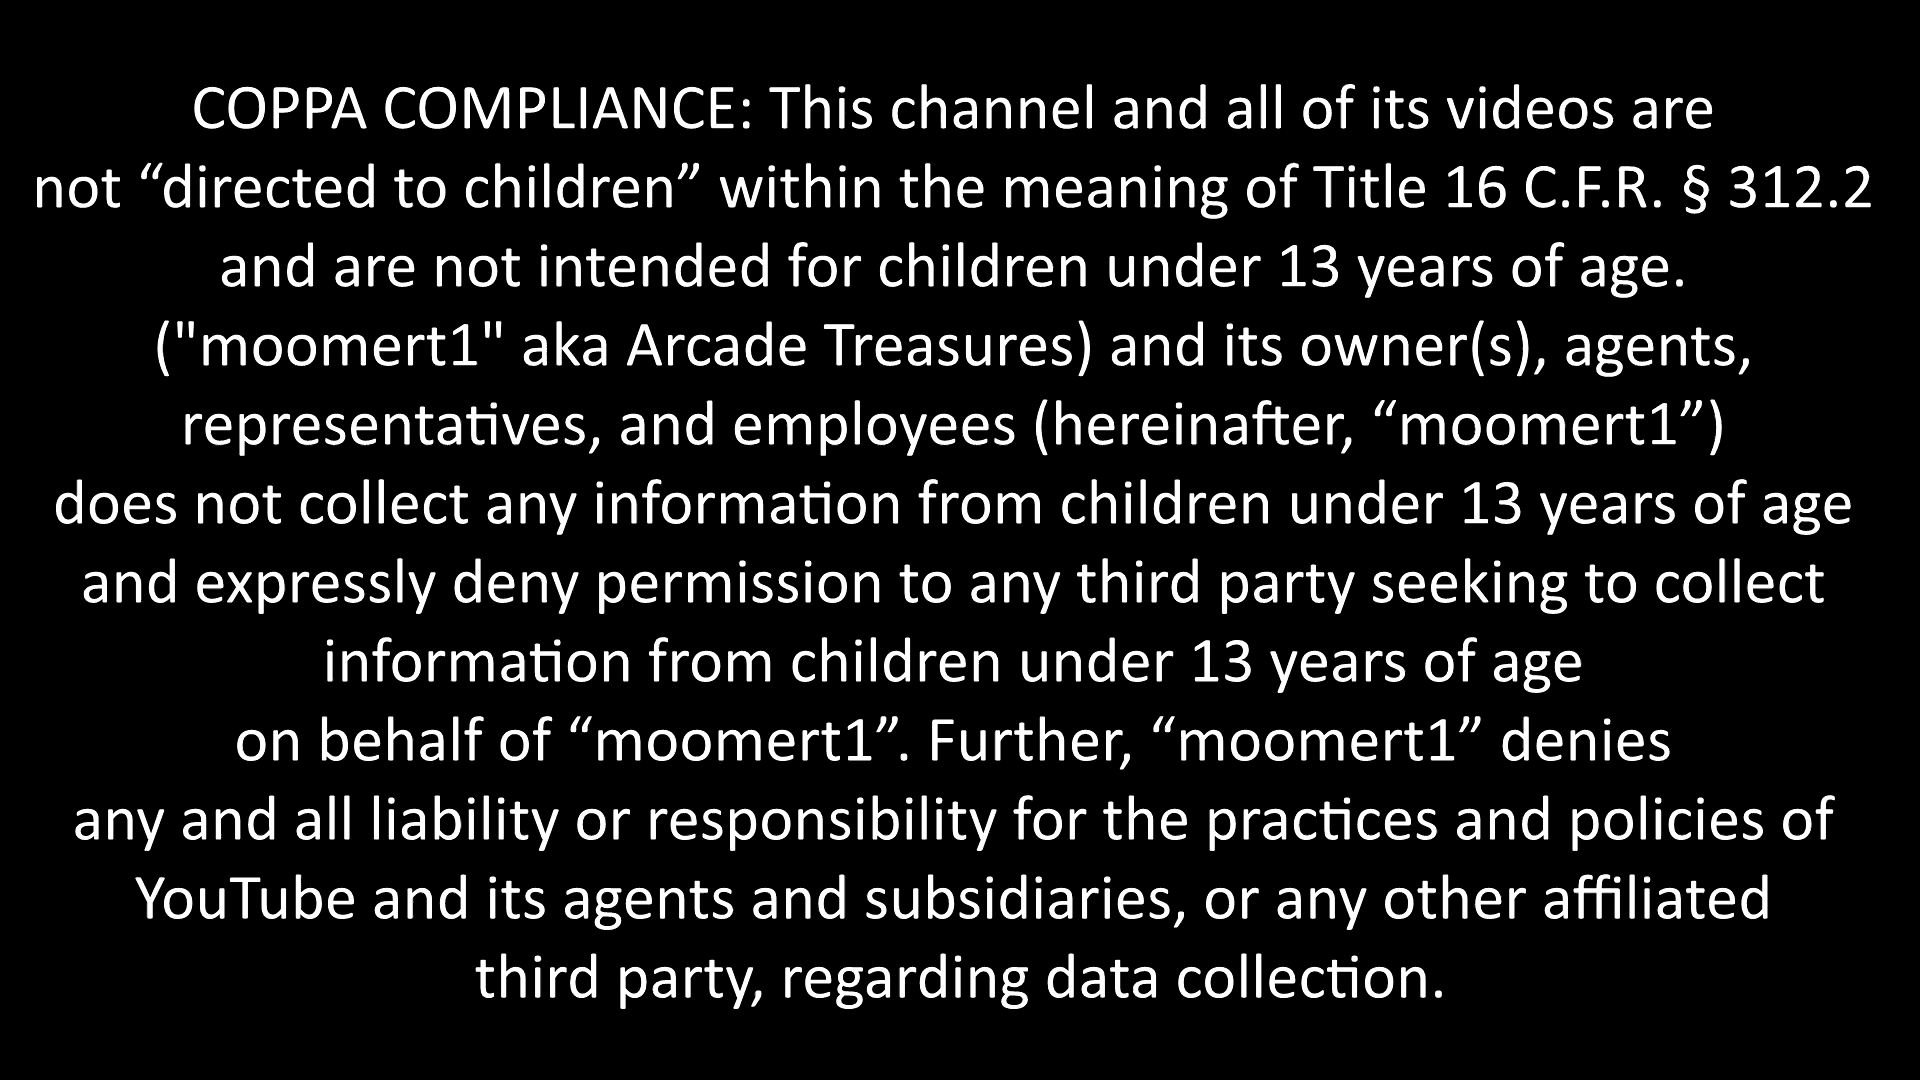 COPPA COMPLIANCE: This channel and all of its videos are
not “directed to children” within the meaning of Title 16 C.F.R. § 312.2
and are not intended for children under 13 years of age.
("moomert1" aka Arcade Treasures) and its owner(s), agents,
representatives, and employees (hereinafter, “moomert1”)
does not collect any information from children under 13 years of age
and expressly deny permission to any third party seeking to collect
information from children under 13 years of age
on behalf of “moomert1”. Further, “moomert1” denies
any and all liability or responsibility for the practices and policies of
YouTube and its agents and subsidiaries, or any other affiliated
third party, regarding data collection.